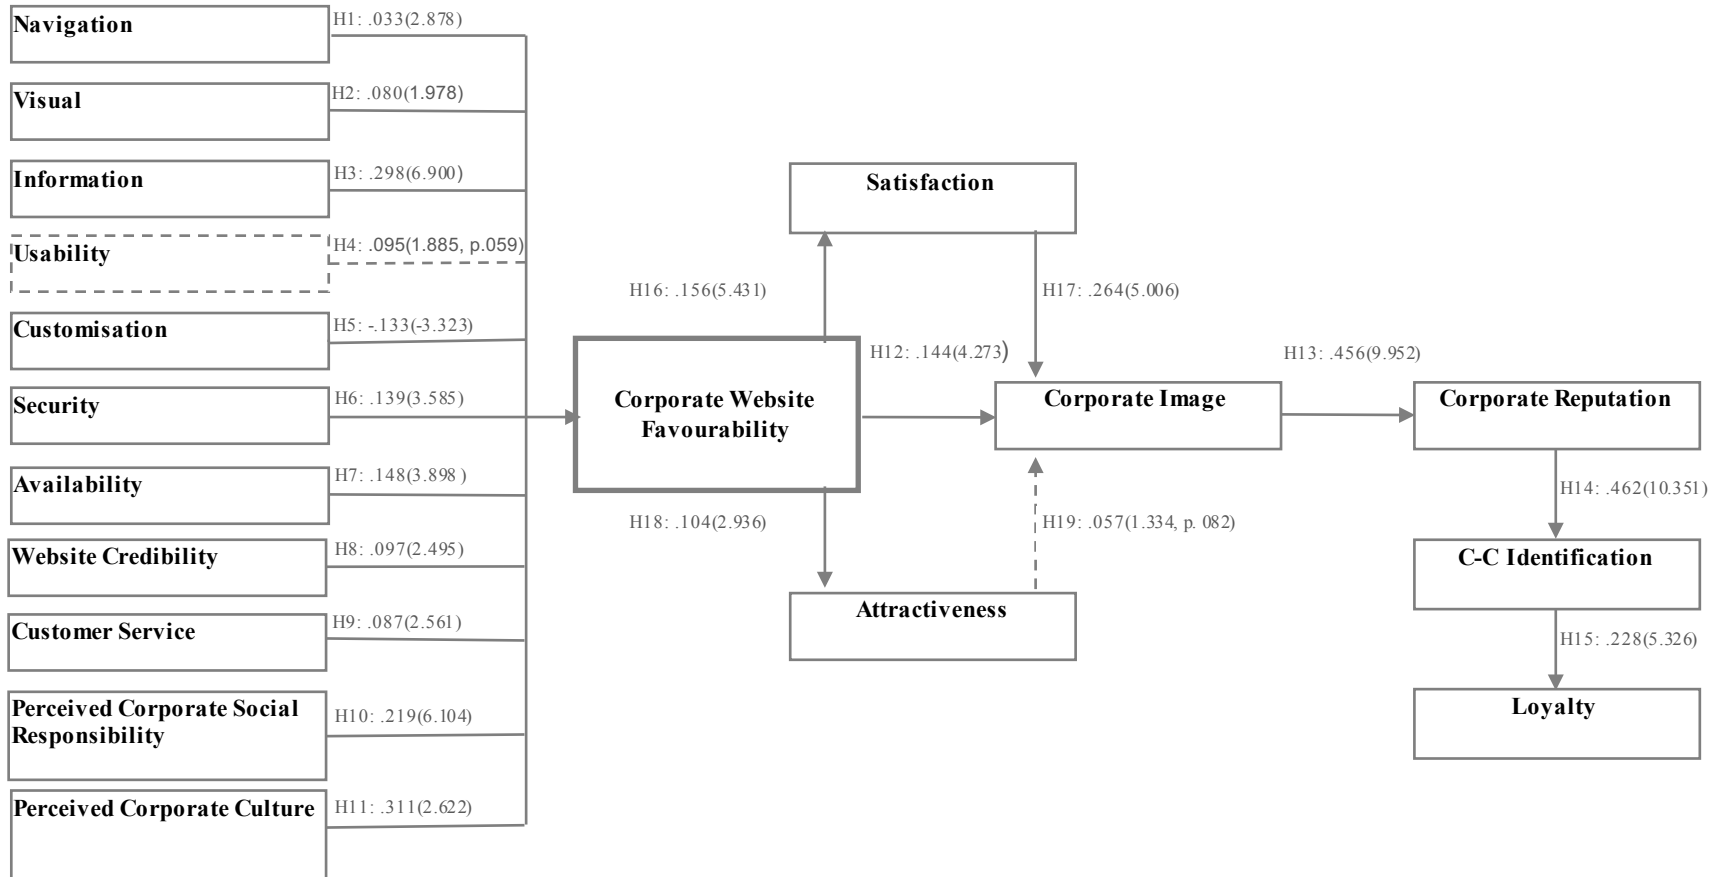 Navigation
H1: .033(2.878)
Visual
H2: .080(1.978)
Information
H3: .298(6.900)
Usability
H4: .095(1.885, p.059)
Customisation
H5: -.133(-3.323)
Security
H6: .139(3.585)
Availability
H7: .148(3.898 )
Website Credibility
H8: .097(2.495)
Customer Service
H9: .087(2.561)
Perceived Corporate Social
Responsibility
H10: .219(6.104)
Perceived Corporate Culture
H11: .311(2.622)
Corporate Website
Favourability
Satisfaction
H16: .156(5.431)
H17: .264(5.006)
H12: .144(4.273)
Corporate Image
H13: .456(9.952)
Corporate Reputation
H18: .104(2.936)
H19: .057(1.334, p. 082)
Attractiveness
H14: .462(10.351)
C-C Identification
H15: .228(5.326)
Loyalty